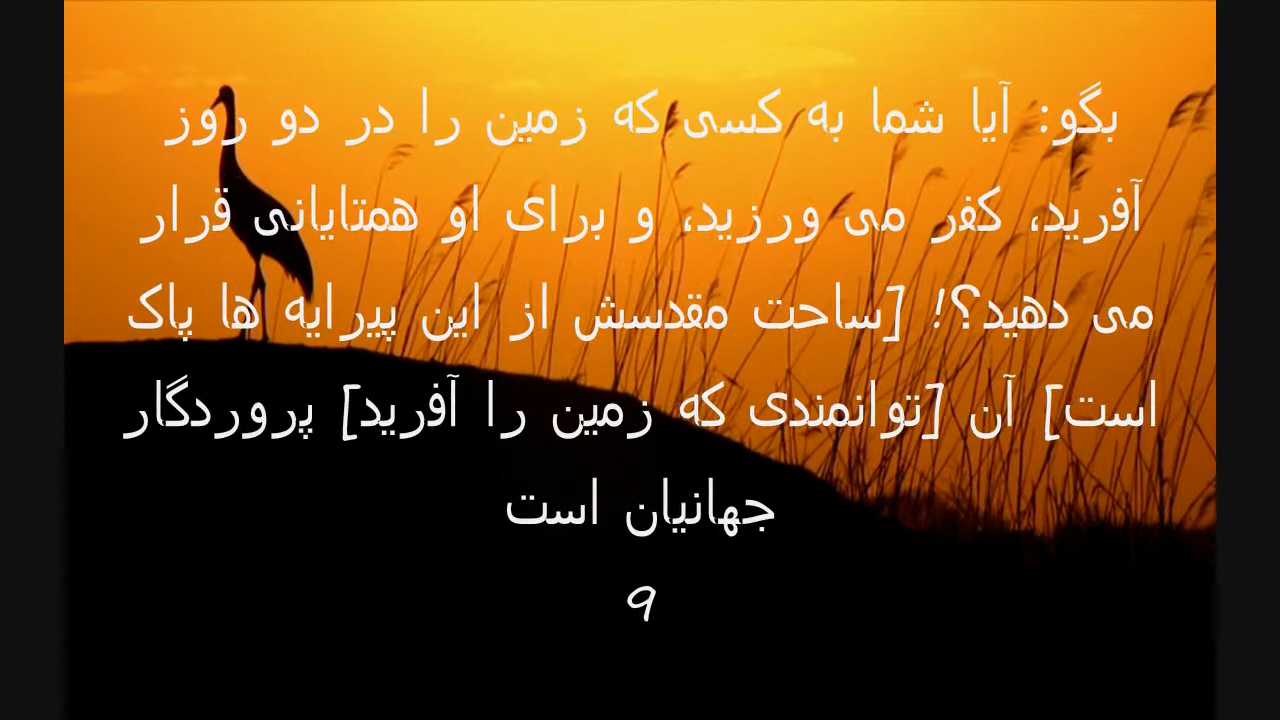 بگو: آیا شما به کسی که زمین را در دو روز
آفرید، کفر می ورزید، و برای او همتایانی قرار
می دهید؟! [ساحت مقدسش از این پیرایه ها پاک
است] آن [توانمندی که زمین را آفرید] پروردگار
جهانیان است
۹